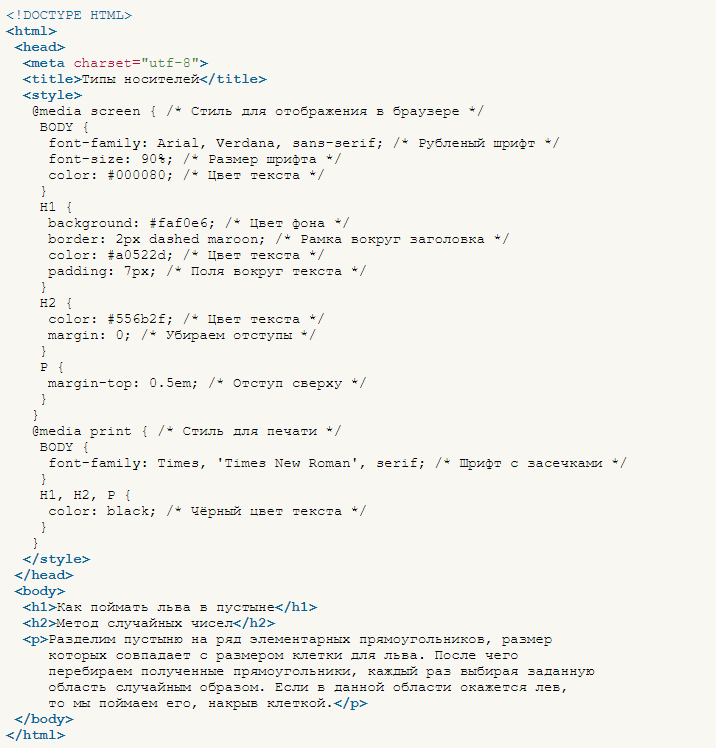 <!DOCTYPE HTML>
<html>
 <head>
  <meta charset="utf-8">
  <title>Типы носителей</title>
  <style>
   @media screen { /* Стиль для отображения в браузере */
    BODY {
     font-family: Arial, Verdana, sans-serif; /* Рубленый шрифт */
     font-size: 90%; /* Размер шрифта */
     color: #000080; /* Цвет текста */
    }
    H1 {
     background: #faf0e6; /* Цвет фона */
     border: 2px dashed maroon; /* Рамка вокруг заголовка */
     color: #a0522d; /* Цвет текста */
     padding: 7px; /* Поля вокруг текста */
    }
    H2 {
     color: #556b2f; /* Цвет текста */
     margin: 0; /* Убираем отступы */
    }
    P {
     margin-top: 0.5em; /* Отступ сверху */
    }
   }
   @media print { /* Стиль для печати */
    BODY {
     font-family: Times, 'Times New Roman', serif; /* Шрифт с засечками */
    }
    H1, H2, P {
     color: black; /* Чёрный цвет текста */
    }
   }
  </style>
 </head>
 <body>
  <h1>Как поймать льва в пустыне</h1>
  <h2>Метод случайных чисел</h2>
  <p>Разделим пустыню на ряд элементарных прямоугольников, размер
     которых совпадает с размером клетки для льва. После чего
     перебираем полученные прямоугольники, каждый раз выбирая заданную
     область случайным образом. Если в данной области окажется лев,
     то мы поймаем его, накрыв клеткой.</p>
 </body>
</html>